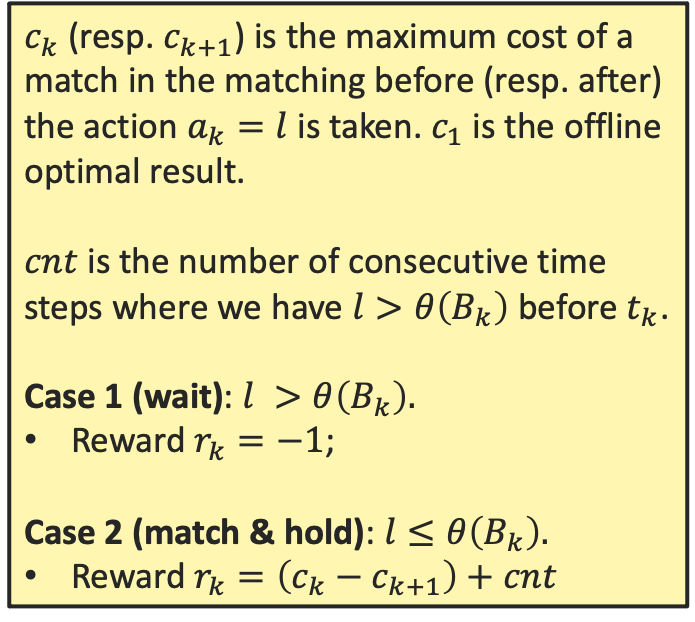 c_k (resp. c_{k+1}) is the maximum cost of a
match in the matching before (resp. after)
the action a_k = l is taken. c_1 is the offline
optimal result.
cnt is the number of consecutive time
steps where we have l > θ(B_k) before t_k.
Case 1 (wait): l > θ(B_k).
• Reward r_k = −1;
Case 2 (match & hold): l ≤ θ(B_k).
• Reward r_k = (c_k − c_{k+1}) + cnt